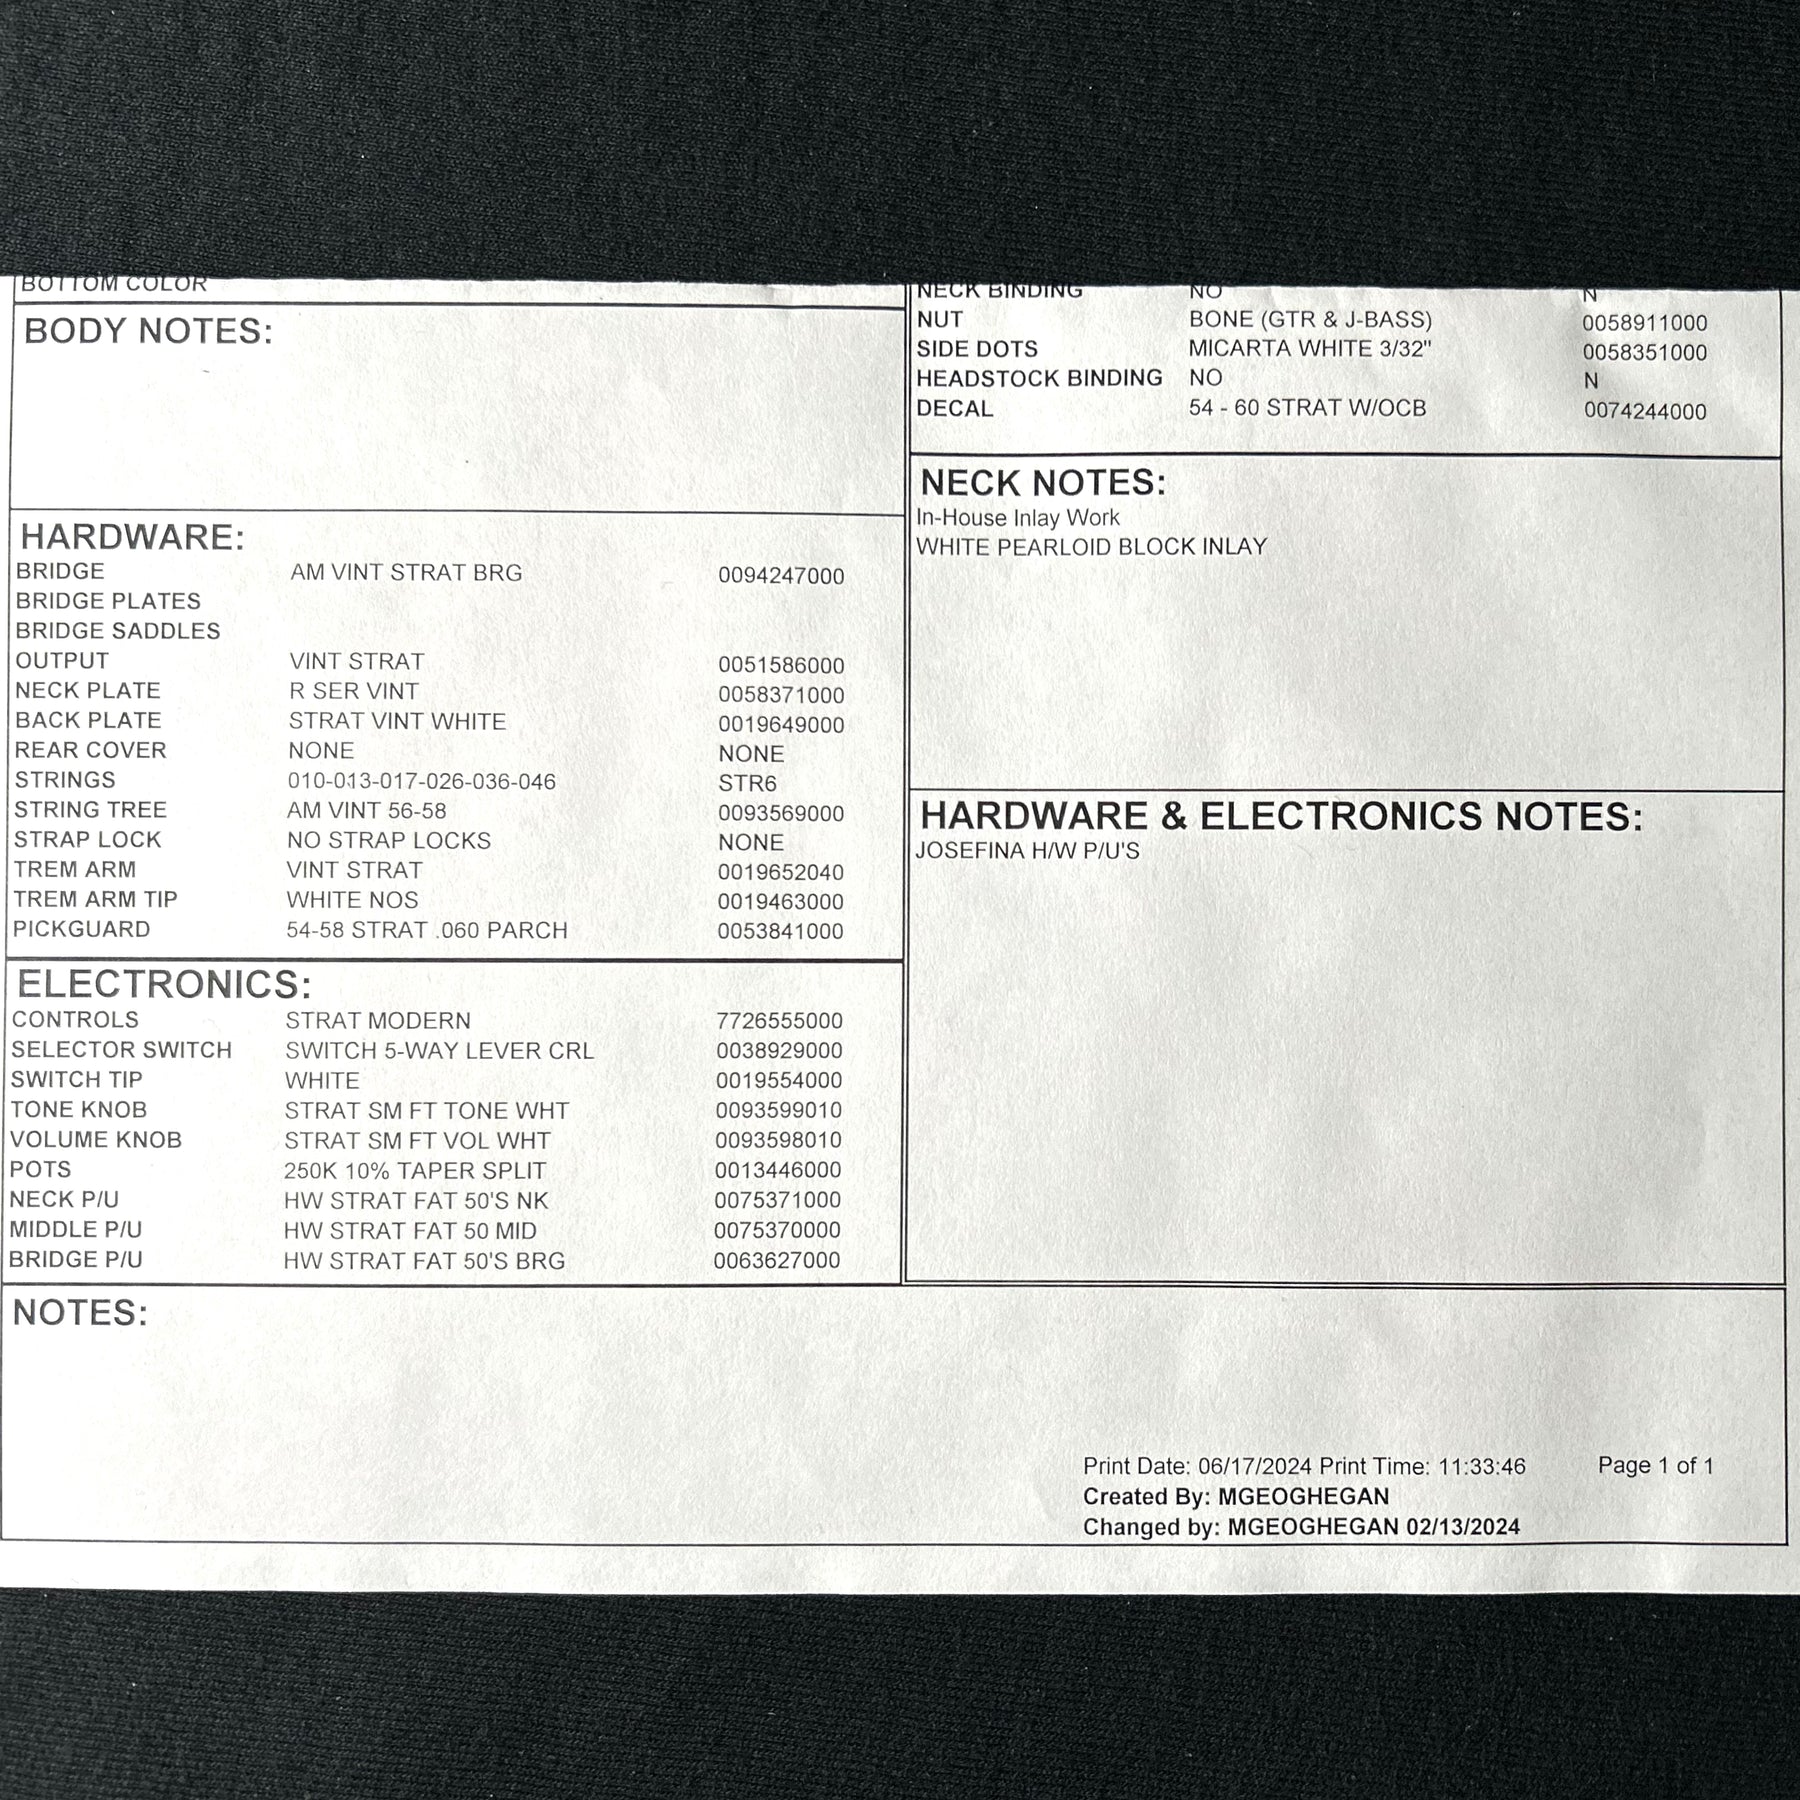 BOTTOM COLOR
BODY NOTES:
HARDWARE:
BRIDGE AM VINT STRAT BRG 0094247000
BRIDGE PLATES
BRIDGE SADDLES
OUTPUT VINT STRAT 0051586000
NECK PLATE R SER VINT 0058371000
BACK PLATE STRAT VINT WHITE 0019649000
REAR COVER NONE NONE
STRINGS 010-013-017-026-036-046 STR6
STRING TREE AM VINT 56-58 0093569000
STRAP LOCK NO STRAP LOCKS NONE
TREM ARM VINT STRAT 0019652040
TREM ARM TIP WHITE NOS 0019463000
PICKGUARD 54-58 STRAT .060 PARCH 0053841000
ELECTRONICS:
CONTROLS STRAT MODERN 7726555000
SELECTOR SWITCH SWITCH 5-WAY LEVER CRL 0038929000
SWITCH TIP WHITE 0019554000
TONE KNOB STRAT SM FT TONE WHT 0093599010
VOLUME KNOB STRAT SM FT VOL WHT 0093598010
POTS 250K 10% TAPER SPLIT 0013446000
NECK P/U HW STRAT FAT 50'S NK 0075371000
MIDDLE P/U HW STRAT FAT 50 MID 0075370000
BRIDGE P/U HW STRAT FAT 50'S BRG 0063627000
NECK BINDING NO N
NUT BONE (GTR & J-BASS) 0058911000
SIDE DOTS MICARTA WHITE 3/32" 0058351000
HEADSTOCK BINDING NO N
DECAL 54 - 60 STRAT W/OCB 0074244000
NECK NOTES:
In-House Inlay Work
WHITE PEARLOID BLOCK INLAY
HARDWARE & ELECTRONICS NOTES:
JOSEFINA H/W P/U'S
NOTES:
Print Date: 06/17/2024 Print Time: 11:33:46 Page 1 of 1
Created By: MGEOGHEGAN
Changed by: MGEOGHEGAN 02/13/2024